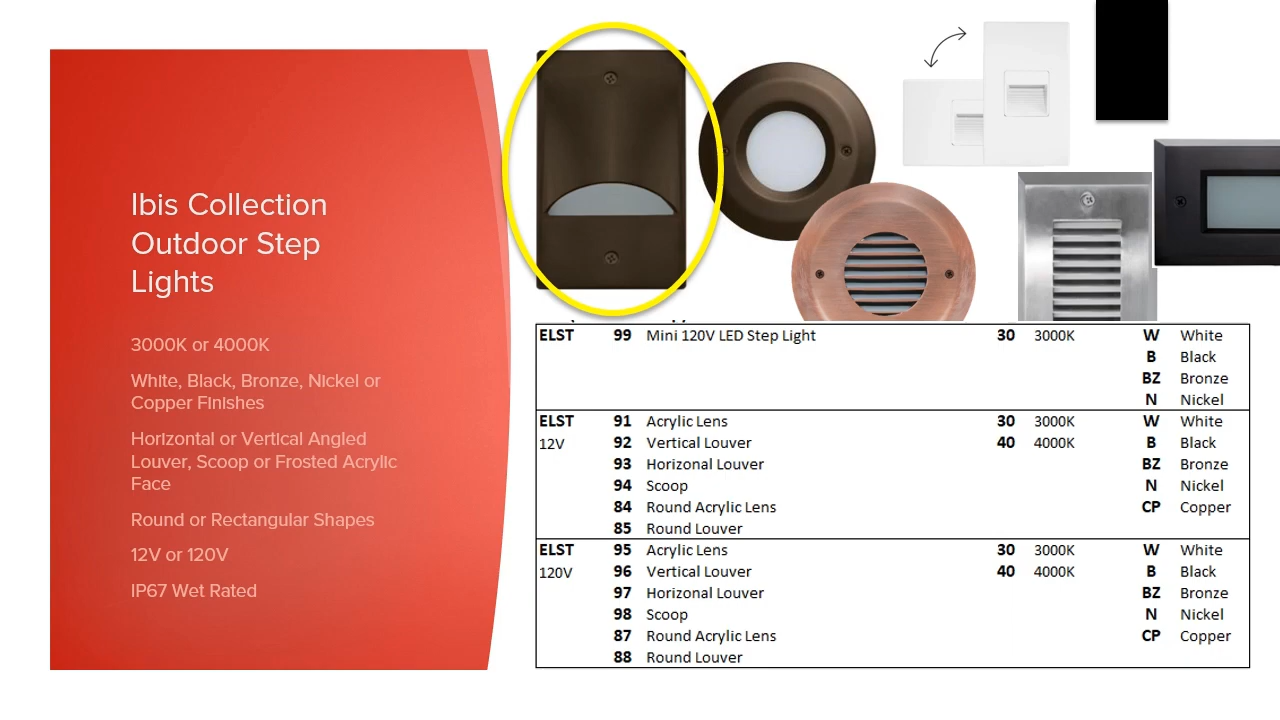 Ibis Collection
Outdoor Step
Lights
3000K or 4000K
White, Black, Bronze, Nickel or
Copper Finishes
Horizontal or Vertical Angled
Louver, Scoop or Frosted Acrylic
Face
Round or Rectangular Shapes
12V or 120V
IP67 Wet Rated
ELST 99 Mini 120V LED Step Light 30 3000K W White
B Black
BZ Bronze
N Nickel
ELST 91 Acrylic Lens 30 3000K W White
12V 92 Vertical Louver 40 4000K B Black
93 Horizonal Louver BZ Bronze
94 Scoop N Nickel
84 Round Acrylic Lens CP Copper
85 Round Louver
ELST 95 Acrylic Lens 30 3000K W White
120V 96 Vertical Louver 40 4000K B Black
97 Horizonal Louver BZ Bronze
98 Scoop N Nickel
87 Round Acrylic Lens CP Copper
88 Round Louver